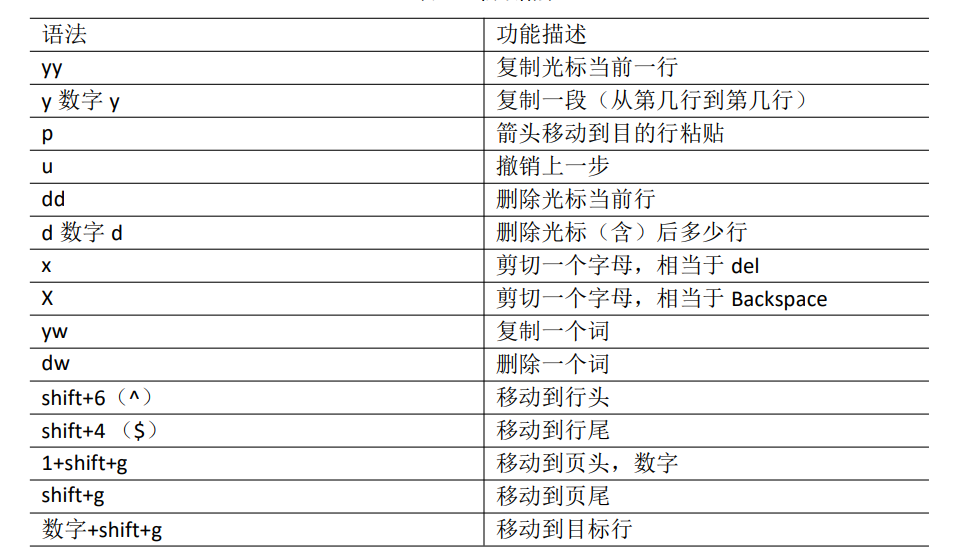 语法 功能描述
yy 复制光标当前一行
y 数字 y 复制一段（从第几行到第几行）
p 箭头移动到目的行粘贴
u 撤销上一步
dd 删除光标当前行
d 数字 d 删除光标（含）后多少行
x 剪切一个字母，相当于 del
X 剪切一个字母，相当于 Backspace
yw 复制一个词
dw 删除一个词
shift+6（^） 移动到行头
shift+4 （$） 移动到行尾
1+shift+g 移动到页头，数字
shift+g 移动到页尾
数字+shift+g 移动到目标行